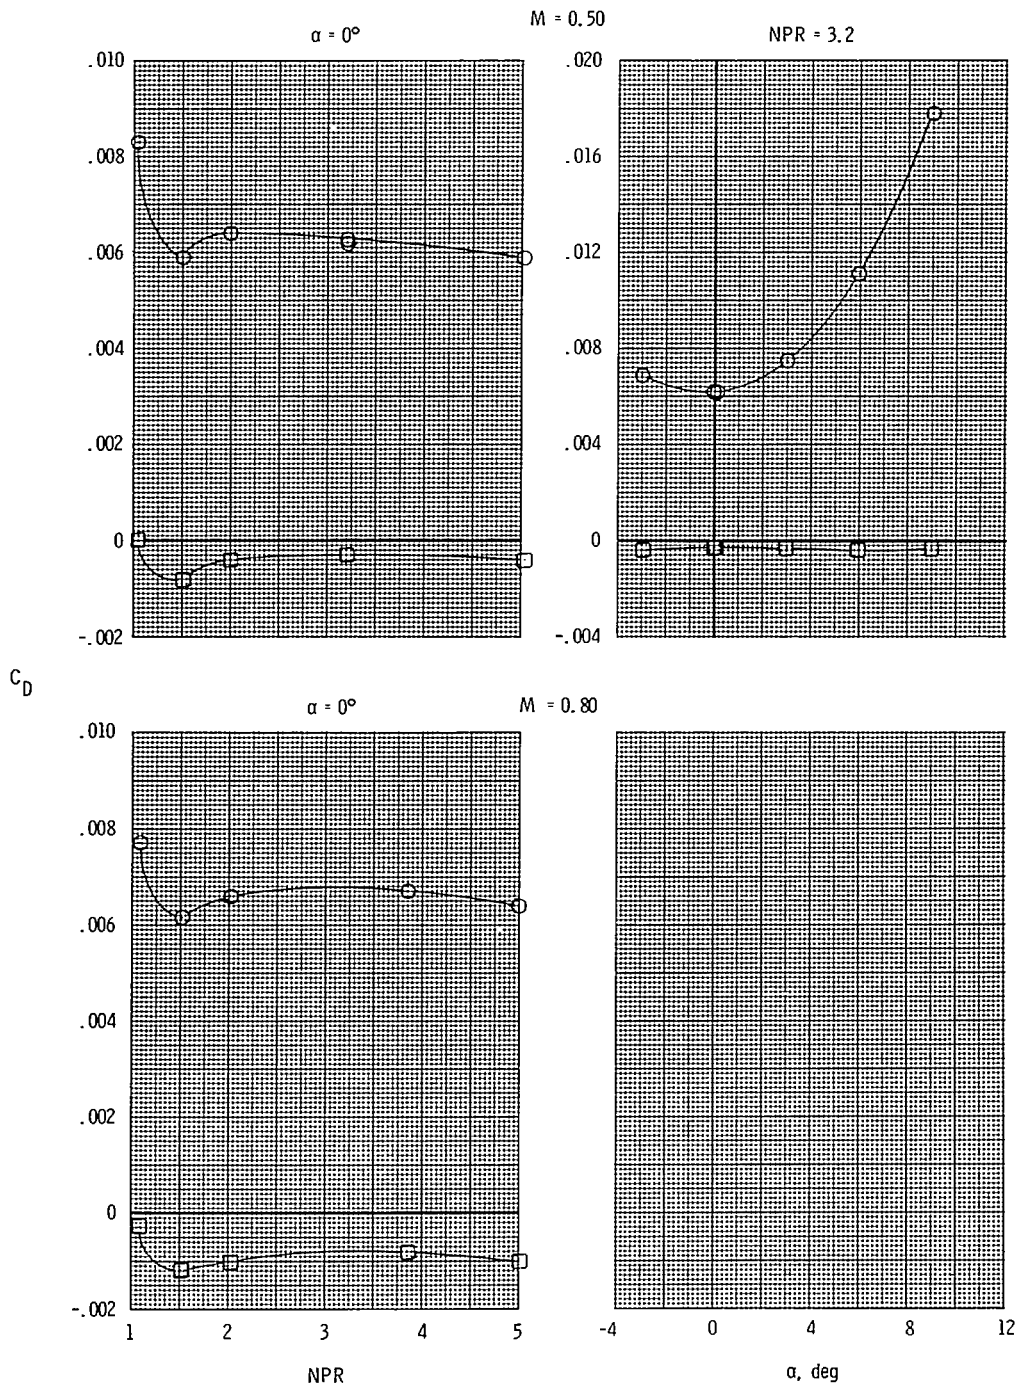 M = 0.50
α = 0°
NPR = 3.2
.010
.008
.006
.004
.002
0
-.002
.020
.016
.012
.008
.004
0
-.004
C_D
α = 0°
M = 0.80
.010
.008
.006
.004
.002
0
-.002
1 2 3 4 5
NPR
-4 0 4 8 12
α, deg